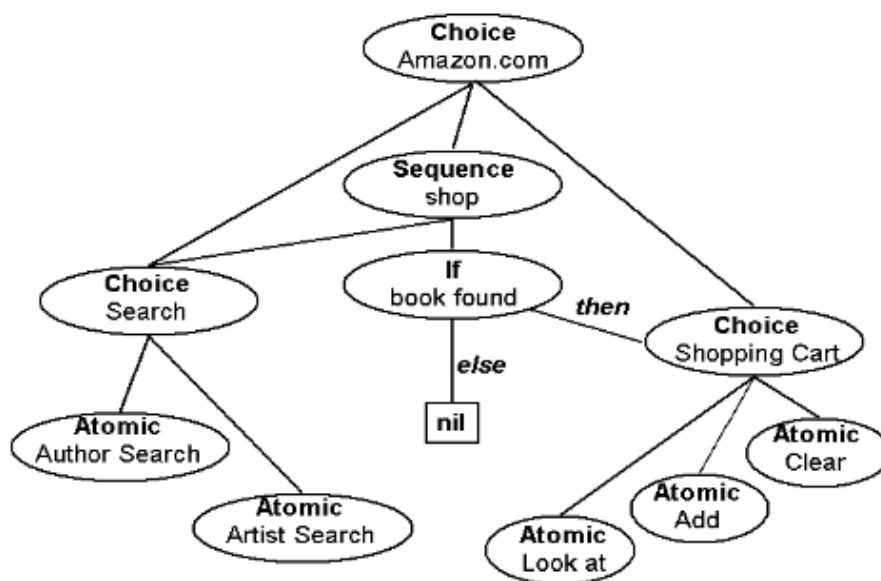 Choice
Amazon.com
Sequence
shop
If
book found
Choice
Search
then
Choice
Shopping Cart
else
nil
Atomic
Author Search
Atomic
Clear
Atomic
Add
Atomic
Artist Search
Atomic
Look at